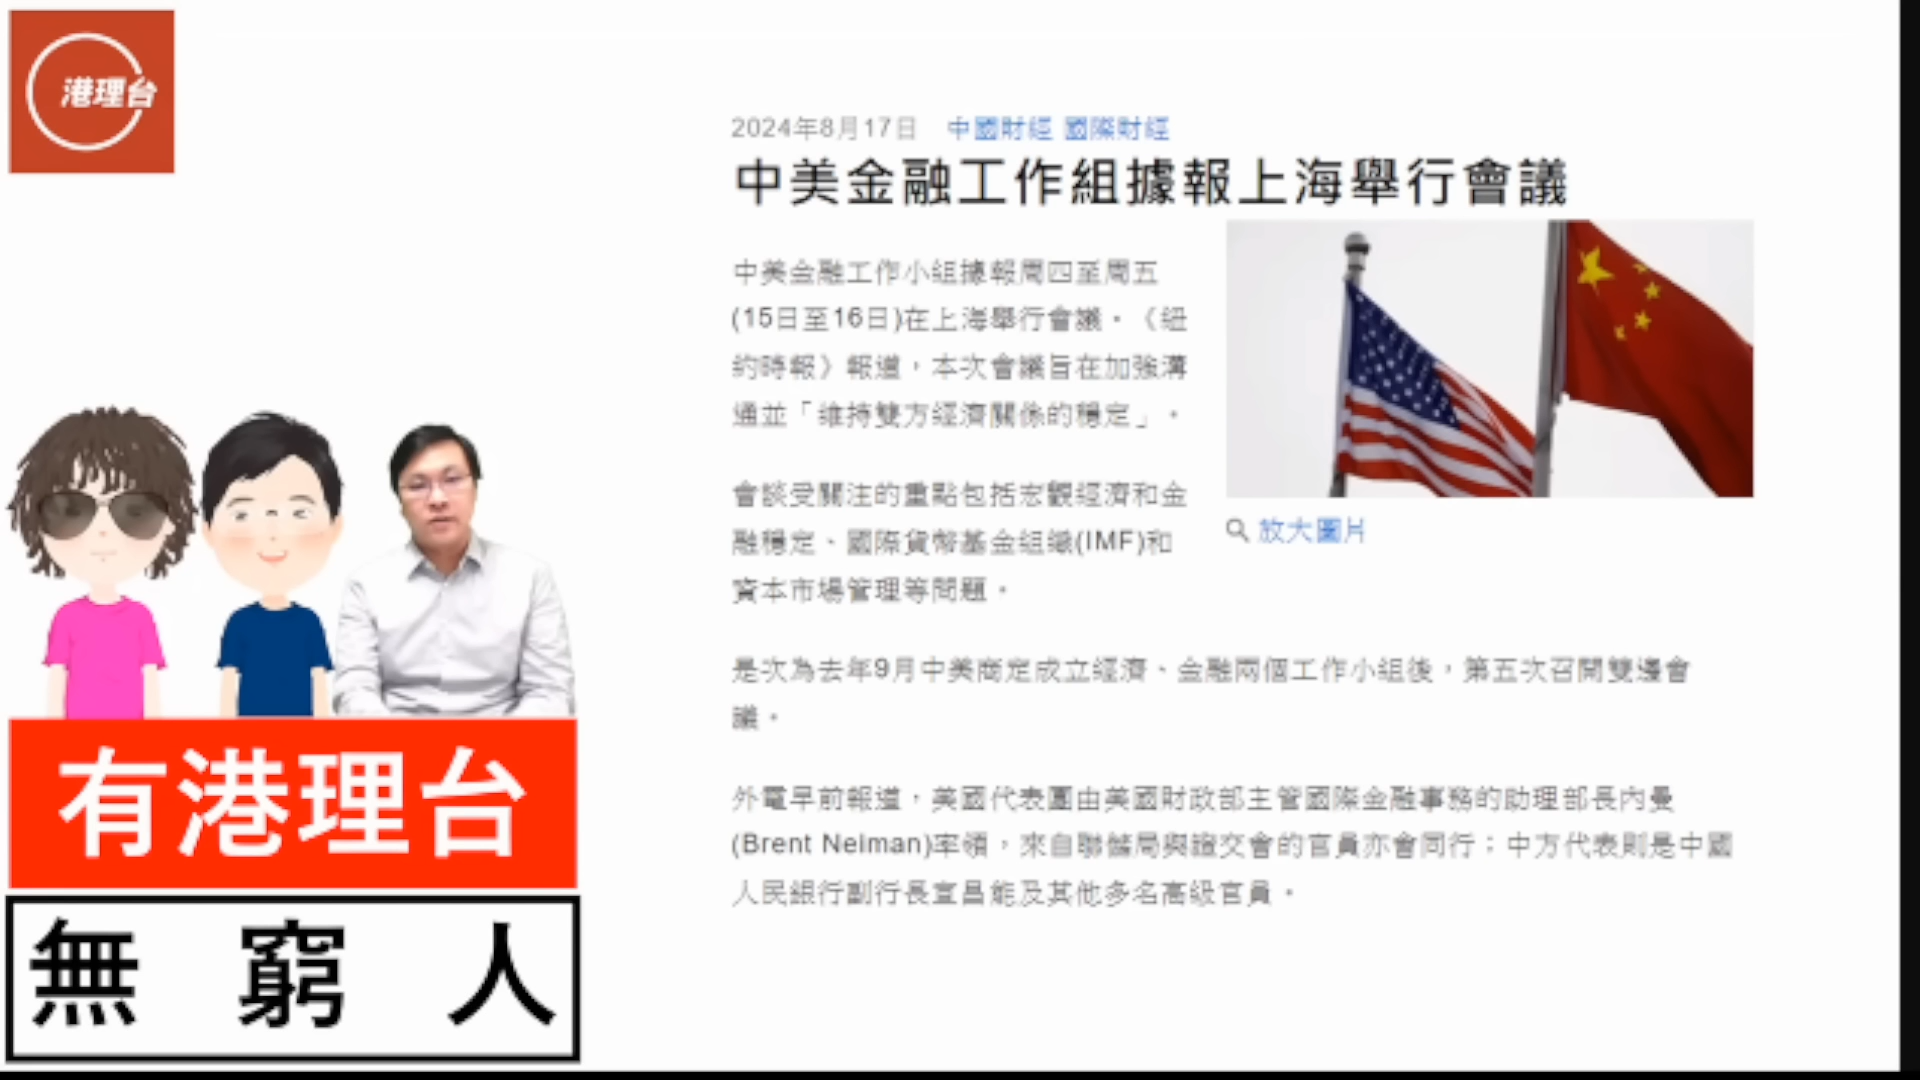 港理台
2024年8月17日 中國財經 國際財經
中美金融工作組據報上海舉行會議
中美金融工作小組據報周四至周五
(15日至16日)在上海舉行會議。《紐
約時報》報道，本次會議旨在加強溝
通並「維持雙方經濟關係的穩定」。
會談受關注的重點包括宏觀經濟和金
融穩定、國際貨幣基金組織(IMF)和
資本市場管理等問題。
放大圖片
是次為去年9月中美商定成立經濟、金融兩個工作小組後，第五次召開雙邊會
議。
外電早前報道，美國代表團由美國財政部主管國際金融事務的助理部長內曼
(Brent Neiman)率領，來自聯儲局與證交會的官員亦會同行；中方代表則是中國
人民銀行副行長宣昌能及其他多名高級官員。
有港理台
無窮人